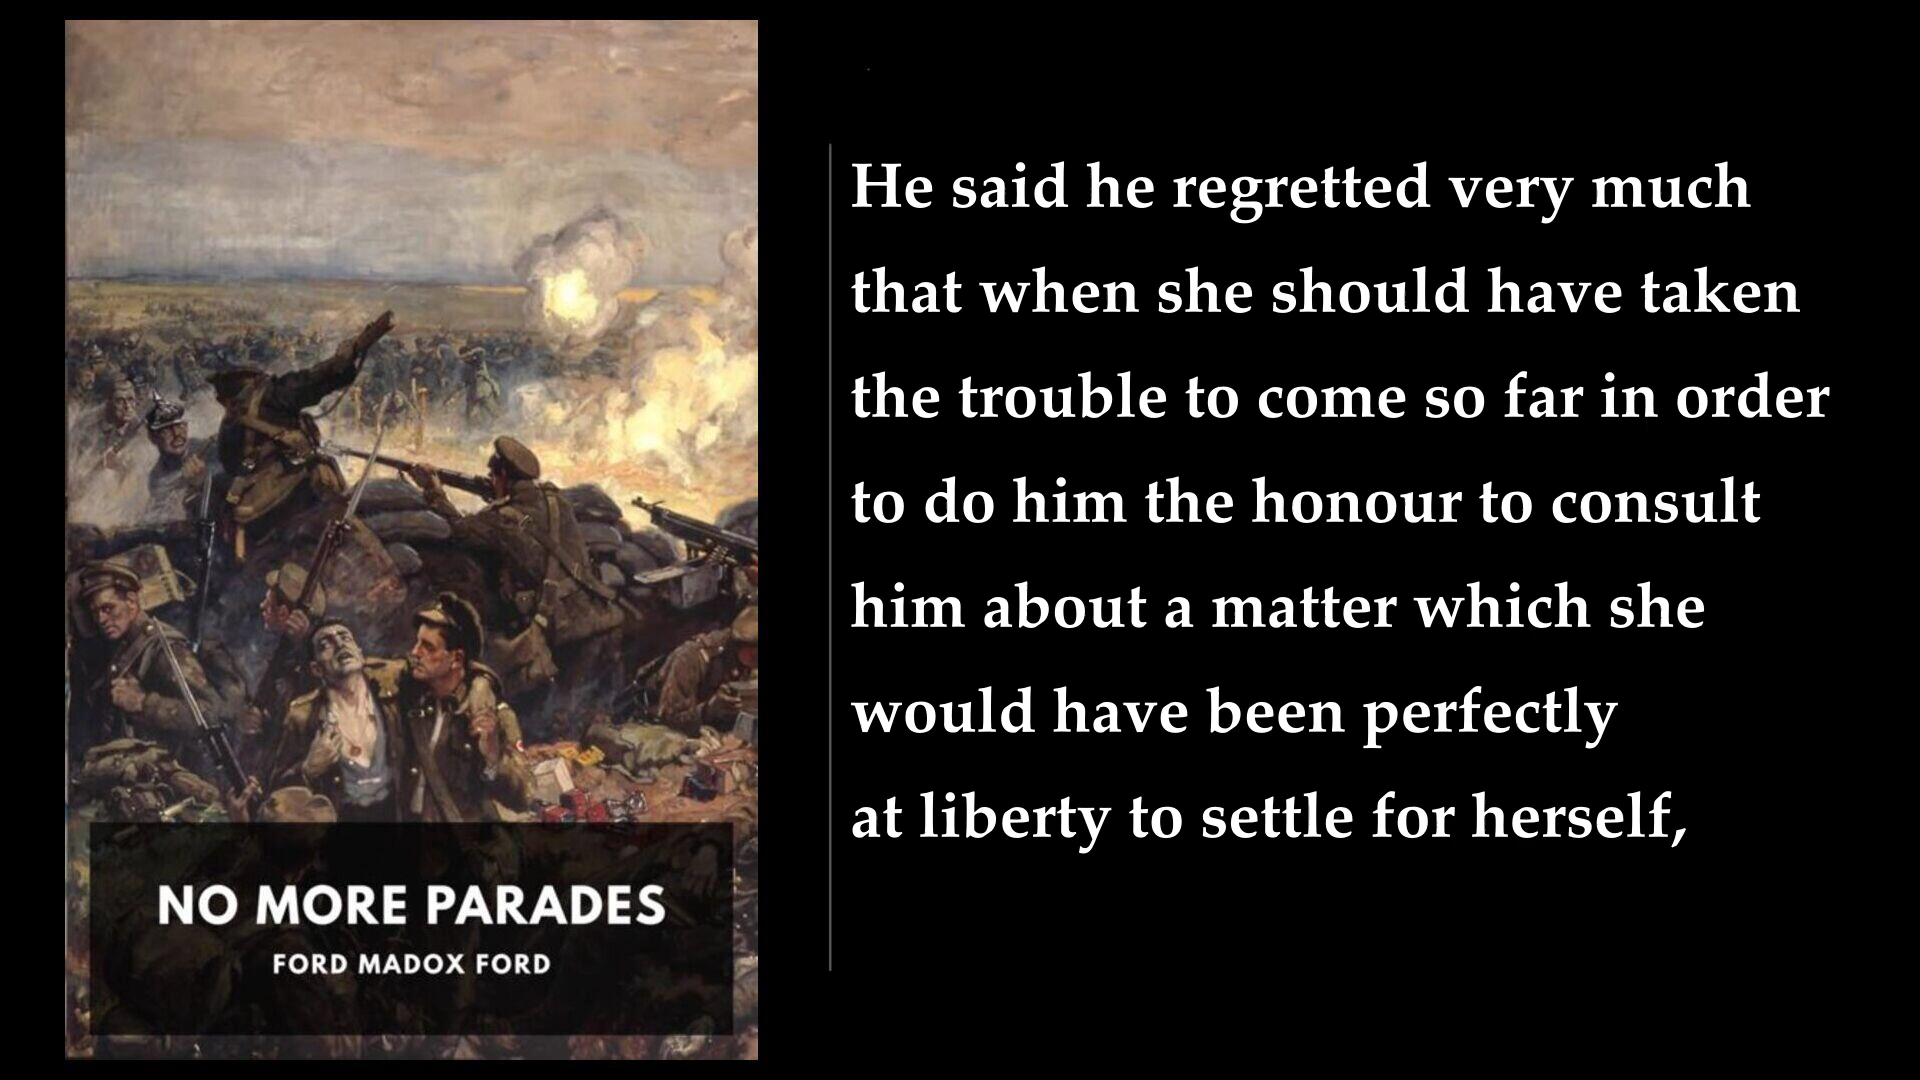 NO MORE PARADES
FORD MADOX FORD
He said he regretted very much
that when she should have taken
the trouble to come so far in order
to do him the honour to consult
him about a matter which she
would have been perfectly
at liberty to settle for herself,